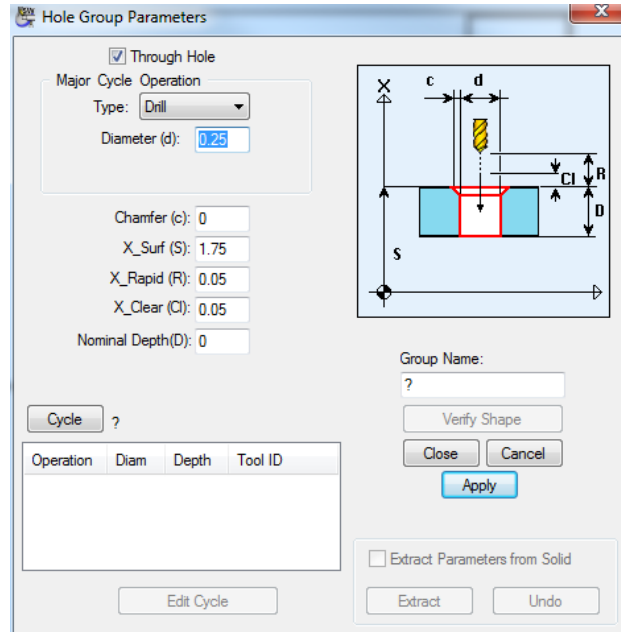 Hole Group Parameters
Through Hole
Major Cycle Operation
Type: Drill
Diameter (d): 0.25
Chamfer (c): 0
X_Surf (S): 1.75
X_Rapid (R): 0.05
X_Clear (Cl): 0.05
Nominal Depth(D): 0
X c d
Cl R
D
S
Group Name:
?
Cycle ?
Verify Shape
Close Cancel
Apply
Operation Diam Depth Tool ID
Edit Cycle
Extract Parameters from Solid
Extract Undo